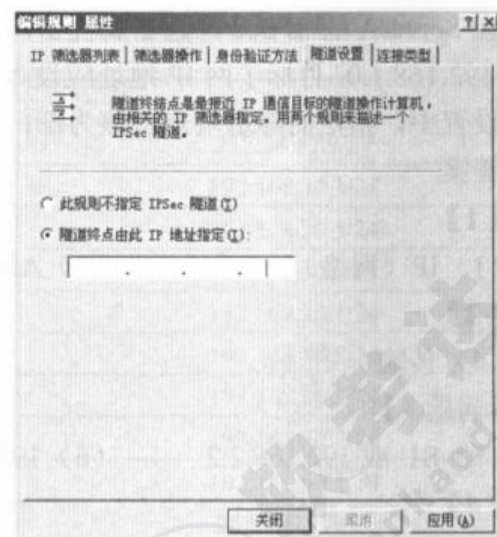 编辑规则 属性
IP 筛选器列表 筛选器操作 身份验证方法 隧道设置 连接类型
隧道终结点是最接近 IP 通信目标的隧道操作计算机，
由相关的 IP 筛选器指定。用两个规则来描述一个
IPSec 隧道。
此规则不指定 IPSec 隧道(T)
隧道终点由此 IP 地址指定(I):
关闭 取消 应用(A)
软考达